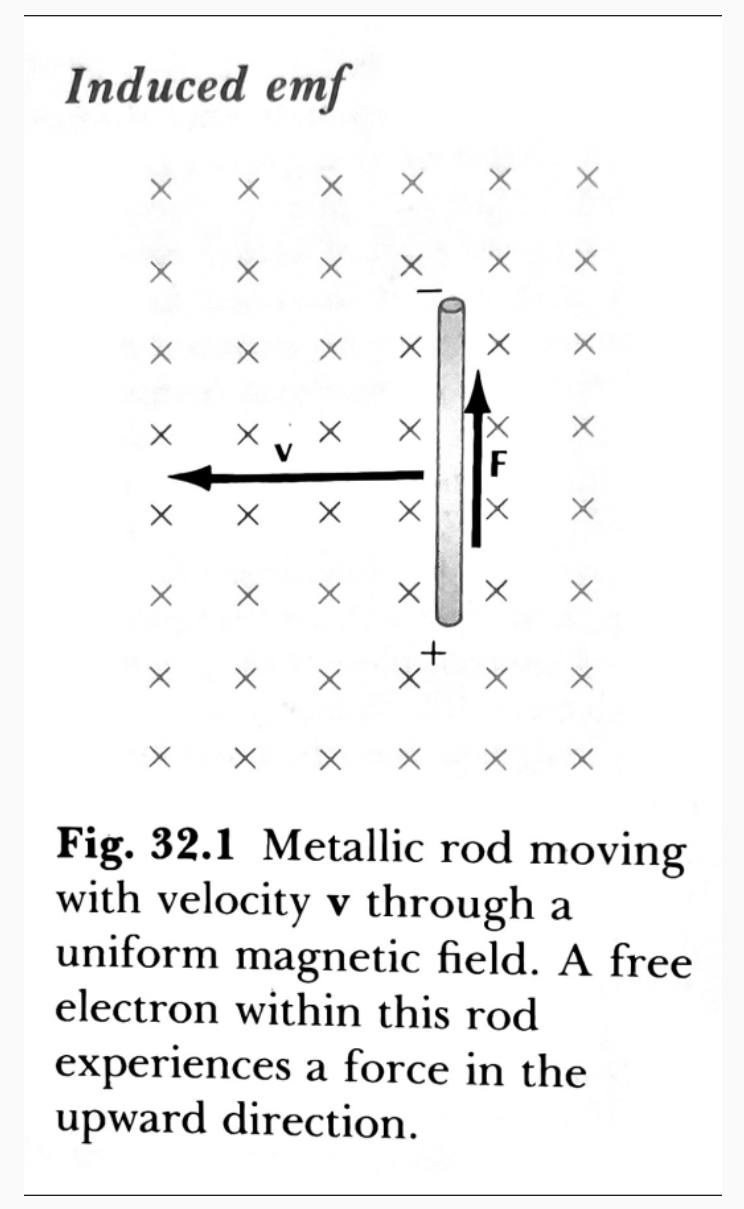 Induced emf
× × × × × ×
× × × × × ×
−
× × × × × ×
× × × × × ×
v
F
× × × × × ×
× × × × × ×
+
× × × × × ×
× × × × × ×
Fig. 32.1 Metallic rod moving
with velocity v through a
uniform magnetic field. A free
electron within this rod
experiences a force in the
upward direction.